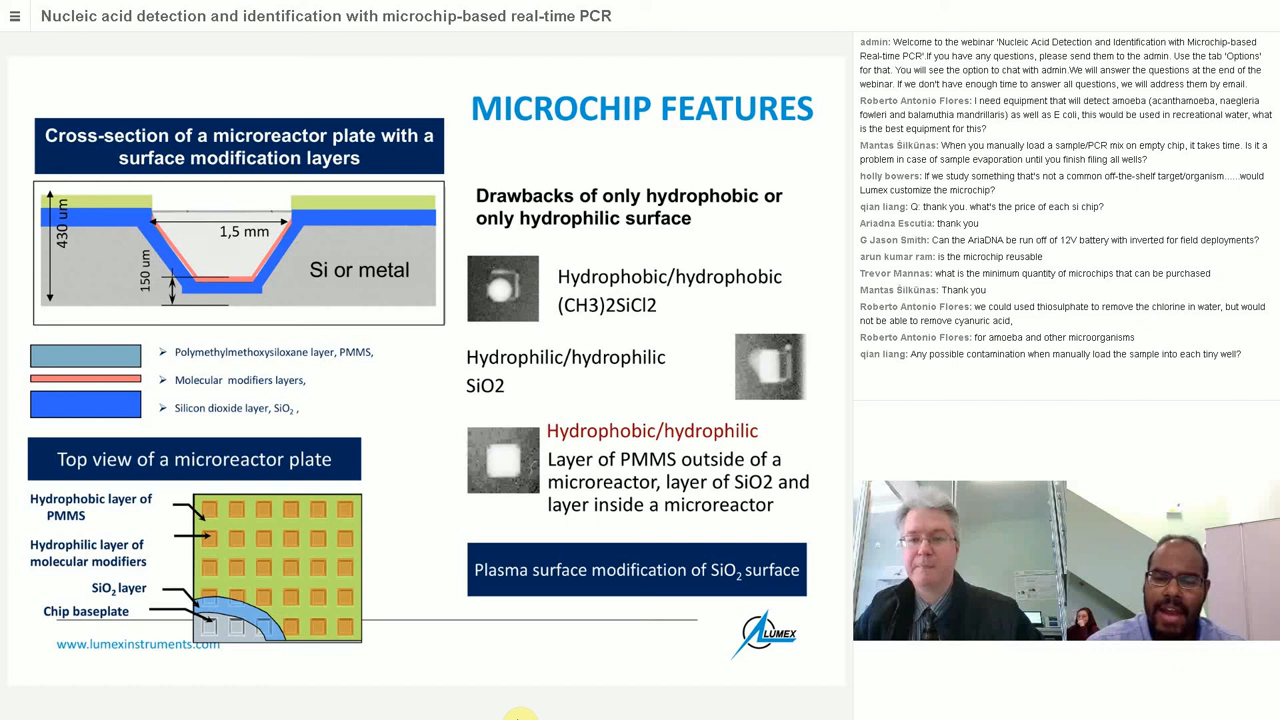 Nucleic acid detection and identification with microchip-based real-time PCR
Cross-section of a microreactor plate with a
surface modification layers
430 um
1,5 mm
150 um
Si or metal
Polymethylmethoxysiloxane layer, PMMS,
Molecular modifiers layers,
Silicon dioxide layer, SiO2 ,
Top view of a microreactor plate
Hydrophobic layer of
PMMS
Hydrophilic layer of
molecular modifiers
SiO2 layer
Chip baseplate
www.lumexinstruments.com
MICROCHIP FEATURES
Drawbacks of only hydrophobic or
only hydrophilic surface
Hydrophobic/hydrophobic
(CH3)2SiCl2
Hydrophilic/hydrophilic
SiO2
Hydrophobic/hydrophilic
Layer of PMMS outside of a
microreactor, layer of SiO2 and
layer inside a microreactor
Plasma surface modification of SiO2 surface
LUMEX
admin: Welcome to the webinar 'Nucleic Acid Detection and Identification with Microchip-based
Real-time PCR'.If you have any questions, please send them to the admin. Use the tab 'Options'
for that. You will see the option to chat with admin.We will answer the questions at the end of the
webinar. If we don't have enough time to answer all questions, we will address them by email.
Roberto Antonio Flores: I need equipment that will detect amoeba (acanthamoeba, naegleria
fowleri and balamuthia mandrillaris) as well as E coli, this would be used in recreational water, what
is the best equipment for this?
Mantas Šilkūnas: When you manually load a sample/PCR mix on empty chip, it takes time. Is it a
problem in case of sample evaporation until you finish filing all wells?
holly bowers: If we study something that's not a common off-the-shelf target/organism......would
Lumex customize the microchip?
qian liang: Q: thank you. what's the price of each si chip?
Ariadna Escutia: thank you
G Jason Smith: Can the AriaDNA be run off of 12V battery with inverted for field deployments?
arun kumar ram: is the microchip reusable
Trevor Mannas: what is the minimum quantity of microchips that can be purchased
Mantas Šilkūnas: Thank you
Roberto Antonio Flores: we could used thiosulphate to remove the chlorine in water, but would
not be able to remove cyanuric acid,
Roberto Antonio Flores: for amoeba and other microorganisms
qian liang: Any possible contamination when manually load the sample into each tiny well?